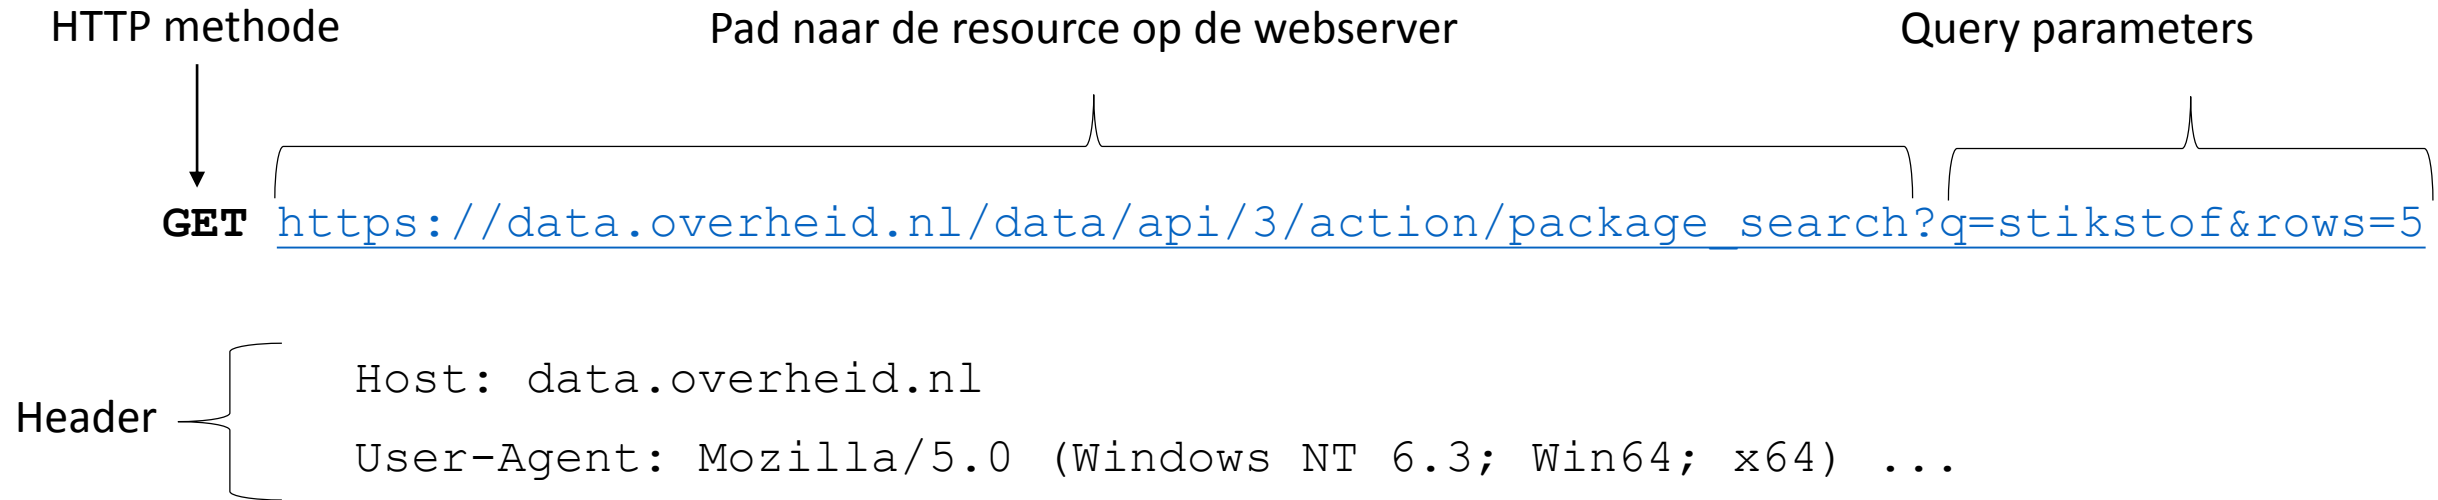 HTTP methode
Pad naar de resource op de webserver
Query parameters
GET https://data.overheid.nl/data/api/3/action/package_search?q=stikstof&rows=5
Header
Host: data.overheid.nl
User-Agent: Mozilla/5.0 (Windows NT 6.3; Win64; x64) ...